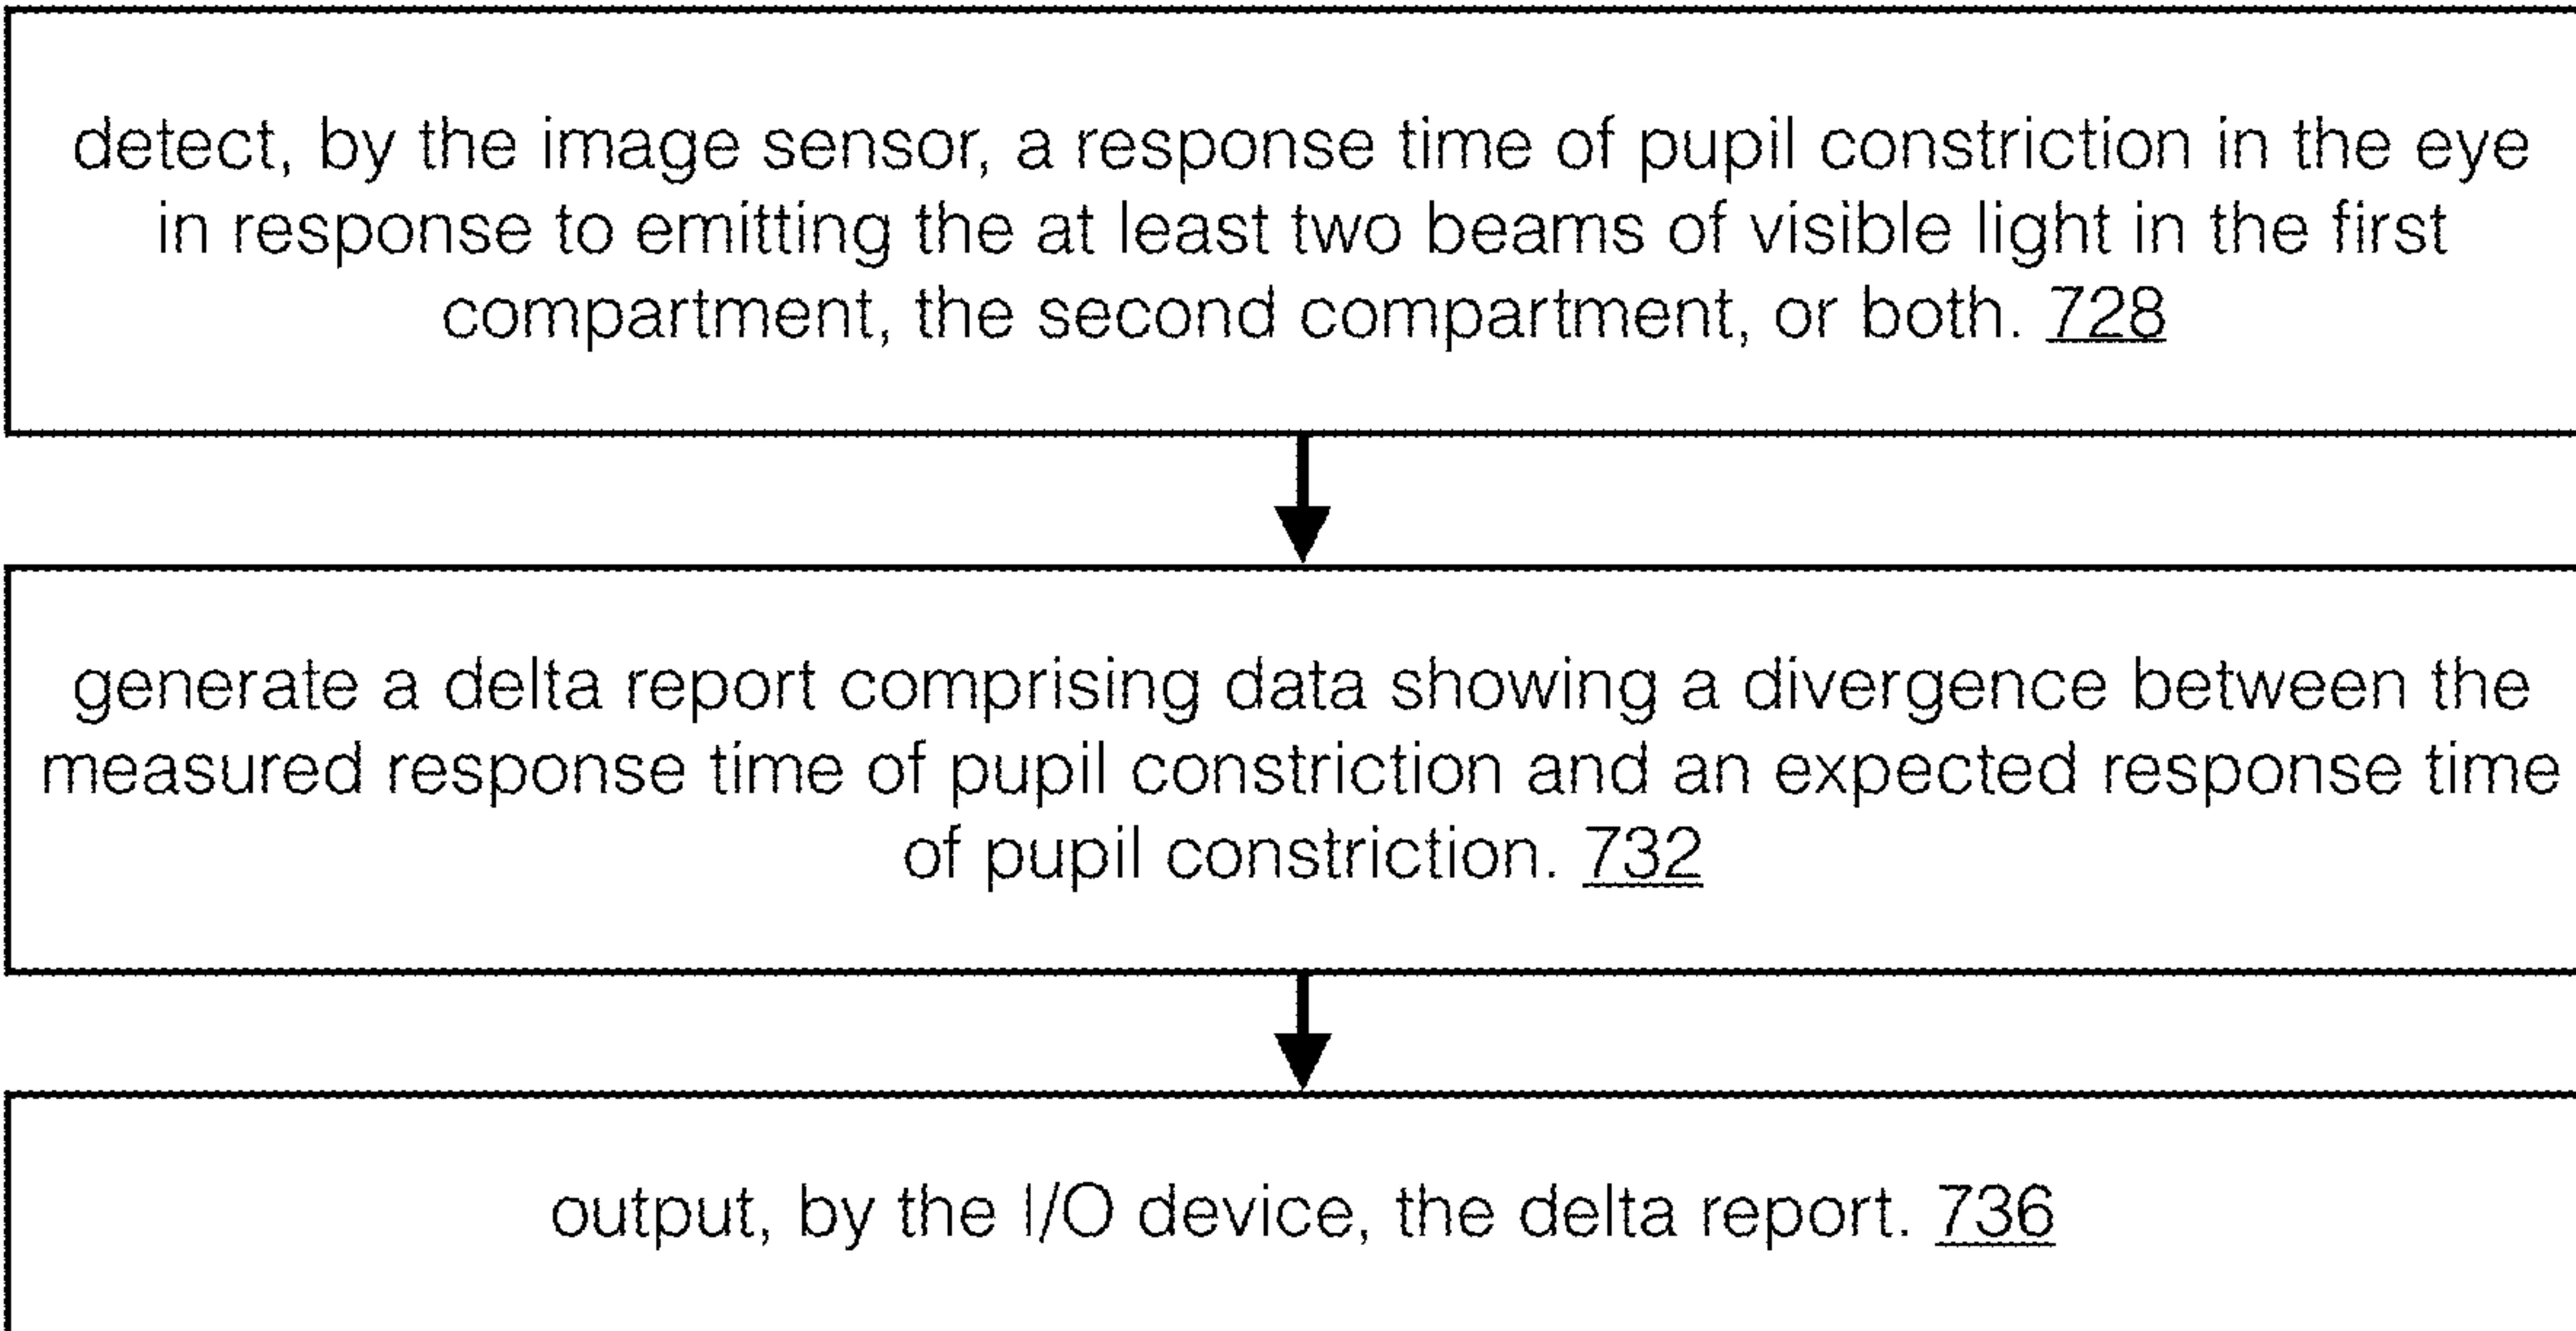 detect, by the image sensor, a response time of pupil constriction in the eye
in response to emitting the at least two beams of visible light in the first
compartment, the second compartment, or both. 728
generate a delta report comprising data showing a divergence between the
measured response time of pupil constriction and an expected response time
of pupil constriction. 732
output, by the I/O device, the delta report. 736